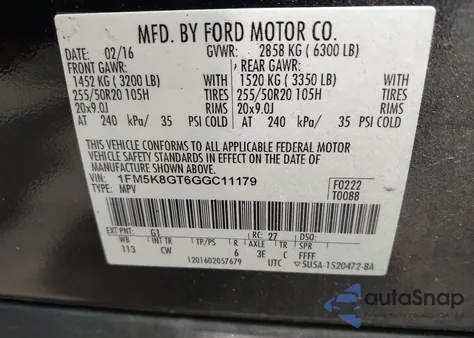 MFD. BY FORD MOTOR CO.
DATE: 02/16 GVWR: 2858 KG ( 6300 LB)
FRONT GAWR: REAR GAWR:
1452 KG ( 3200 LB) WITH 1520 KG ( 3350 LB) WITH
255/50R20 105H TIRES 255/50R20 105H TIRES
20x9.0J RIMS 20x9.0J RIMS
AT 240 kPa/ 35 PSI COLD AT 240 kPa/ 35 PSI COLD
THIS VEHICLE CONFORMS TO ALL APPLICABLE FEDERAL MOTOR
VEHICLE SAFETY STANDARDS IN EFFECT ON THE DATE OF
MANUFACTURE SHOWN ABOVE.
VIN: 1FM5K8GT6GGC11179 F0222
TYPE: MPV T0088
EXT PNT: G1 RC: 27 DSO:
WB INT TR TP/PS R AXLE TR SPR
113 CW 6 3E C FFFF
1201602057679 UTC 5U5A-1520472-BA
autoSnap